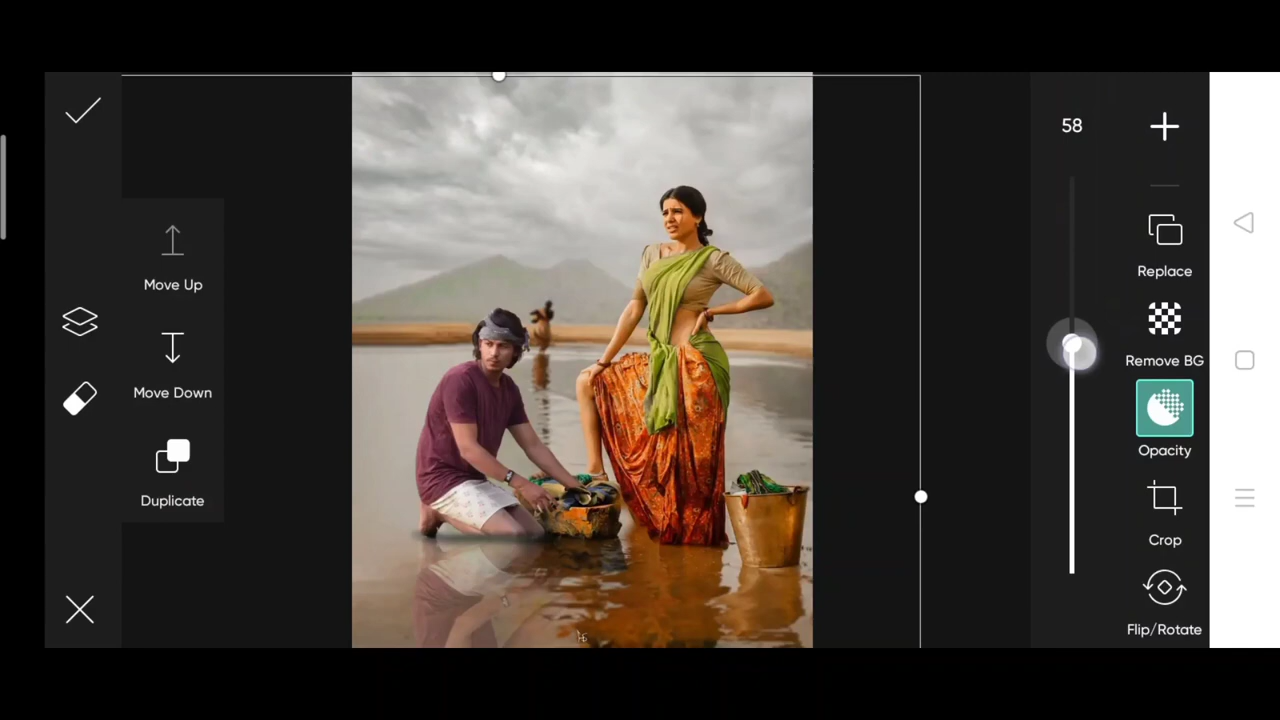 Move Up
Move Down
Duplicate
58
Replace
Remove BG
Opacity
Crop
Flip/Rotate